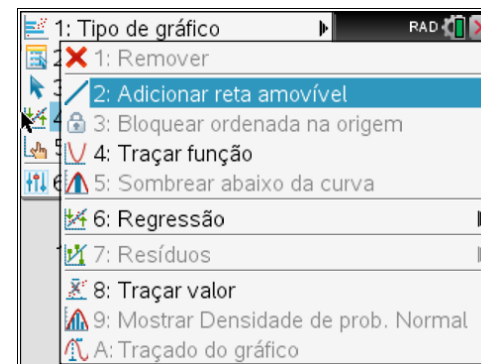 1: Tipo de gráfico
RAD
1: Remover
2: Adicionar reta amovível
3: Bloquear ordenada na origem
4: Traçar função
5: Sombrear abaixo da curva
6: Regressão
7: Resíduos
8: Traçar valor
9: Mostrar Densidade de prob. Normal
A: Traçado do gráfico